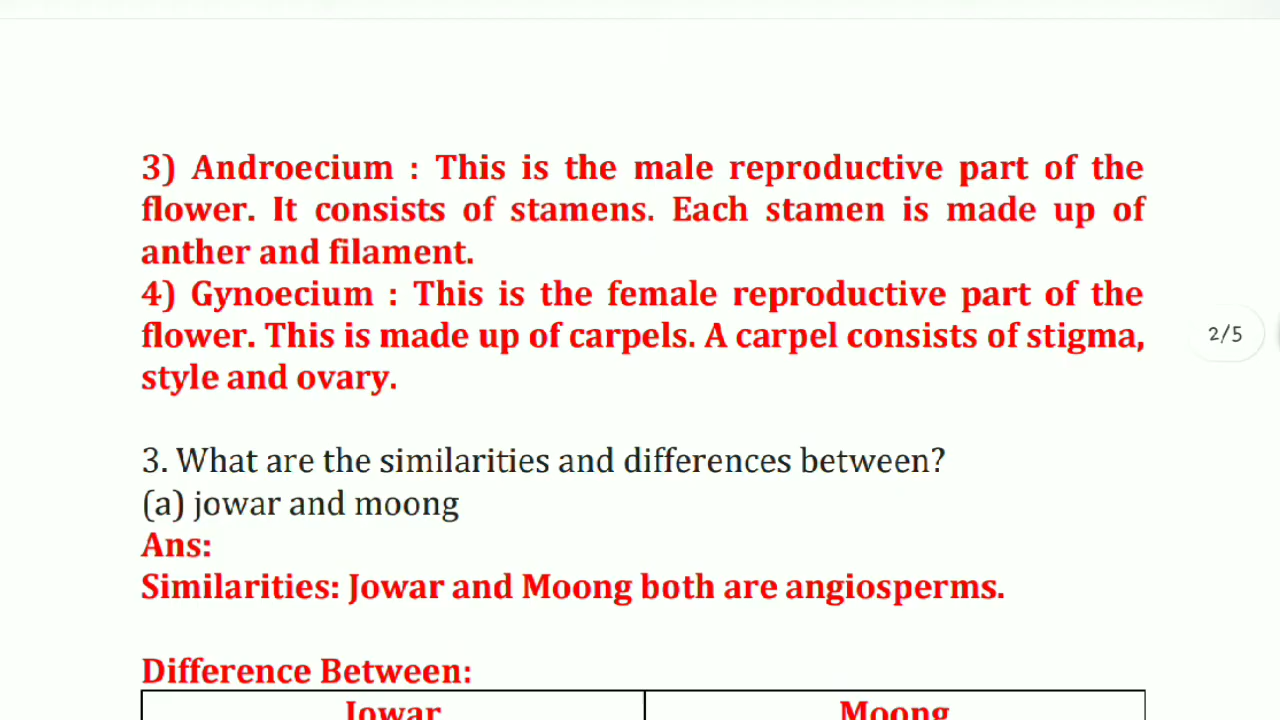 3) Androecium : This is the male reproductive part of the
flower. It consists of stamens. Each stamen is made up of
anther and filament.
4) Gynoecium : This is the female reproductive part of the
flower. This is made up of carpels. A carpel consists of stigma,
style and ovary.
2/5
3. What are the similarities and differences between?
(a) jowar and moong
Ans:
Similarities: Jowar and Moong both are angiosperms.
Difference Between:
Jowar Moong